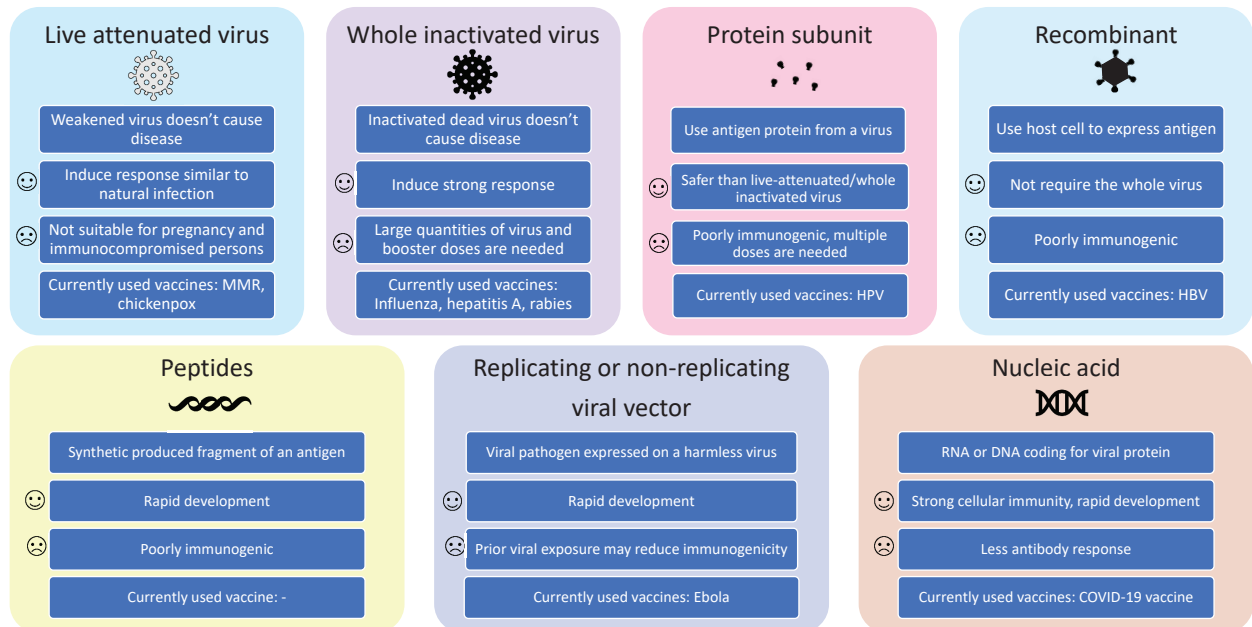 Live attenuated virus
Weakened virus doesn't cause
disease
Induce response similar to
natural infection
Not suitable for pregnancy and
immunocompromised persons
Currently used vaccines: MMR,
chickenpox
Whole inactivated virus
Inactivated dead virus doesn't
cause disease
Induce strong response
Large quantities of virus and
booster doses are needed
Currently used vaccines:
Influenza, hepatitis A, rabies
Protein subunit
Use antigen protein from a virus
Safer than live-attenuated/whole
inactivated virus
Poorly immunogenic, multiple
doses are needed
Currently used vaccines: HPV
Recombinant
Use host cell to express antigen
Not require the whole virus
Poorly immunogenic
Currently used vaccines: HBV
Peptides
Synthetic produced fragment of an antigen
Rapid development
Poorly immunogenic
Currently used vaccine: -
Replicating or non-replicating
viral vector
Viral pathogen expressed on a harmless virus
Rapid development
Prior viral exposure may reduce immunogenicity
Currently used vaccines: Ebola
Nucleic acid
RNA or DNA coding for viral protein
Strong cellular immunity, rapid development
Less antibody response
Currently used vaccines: COVID-19 vaccine